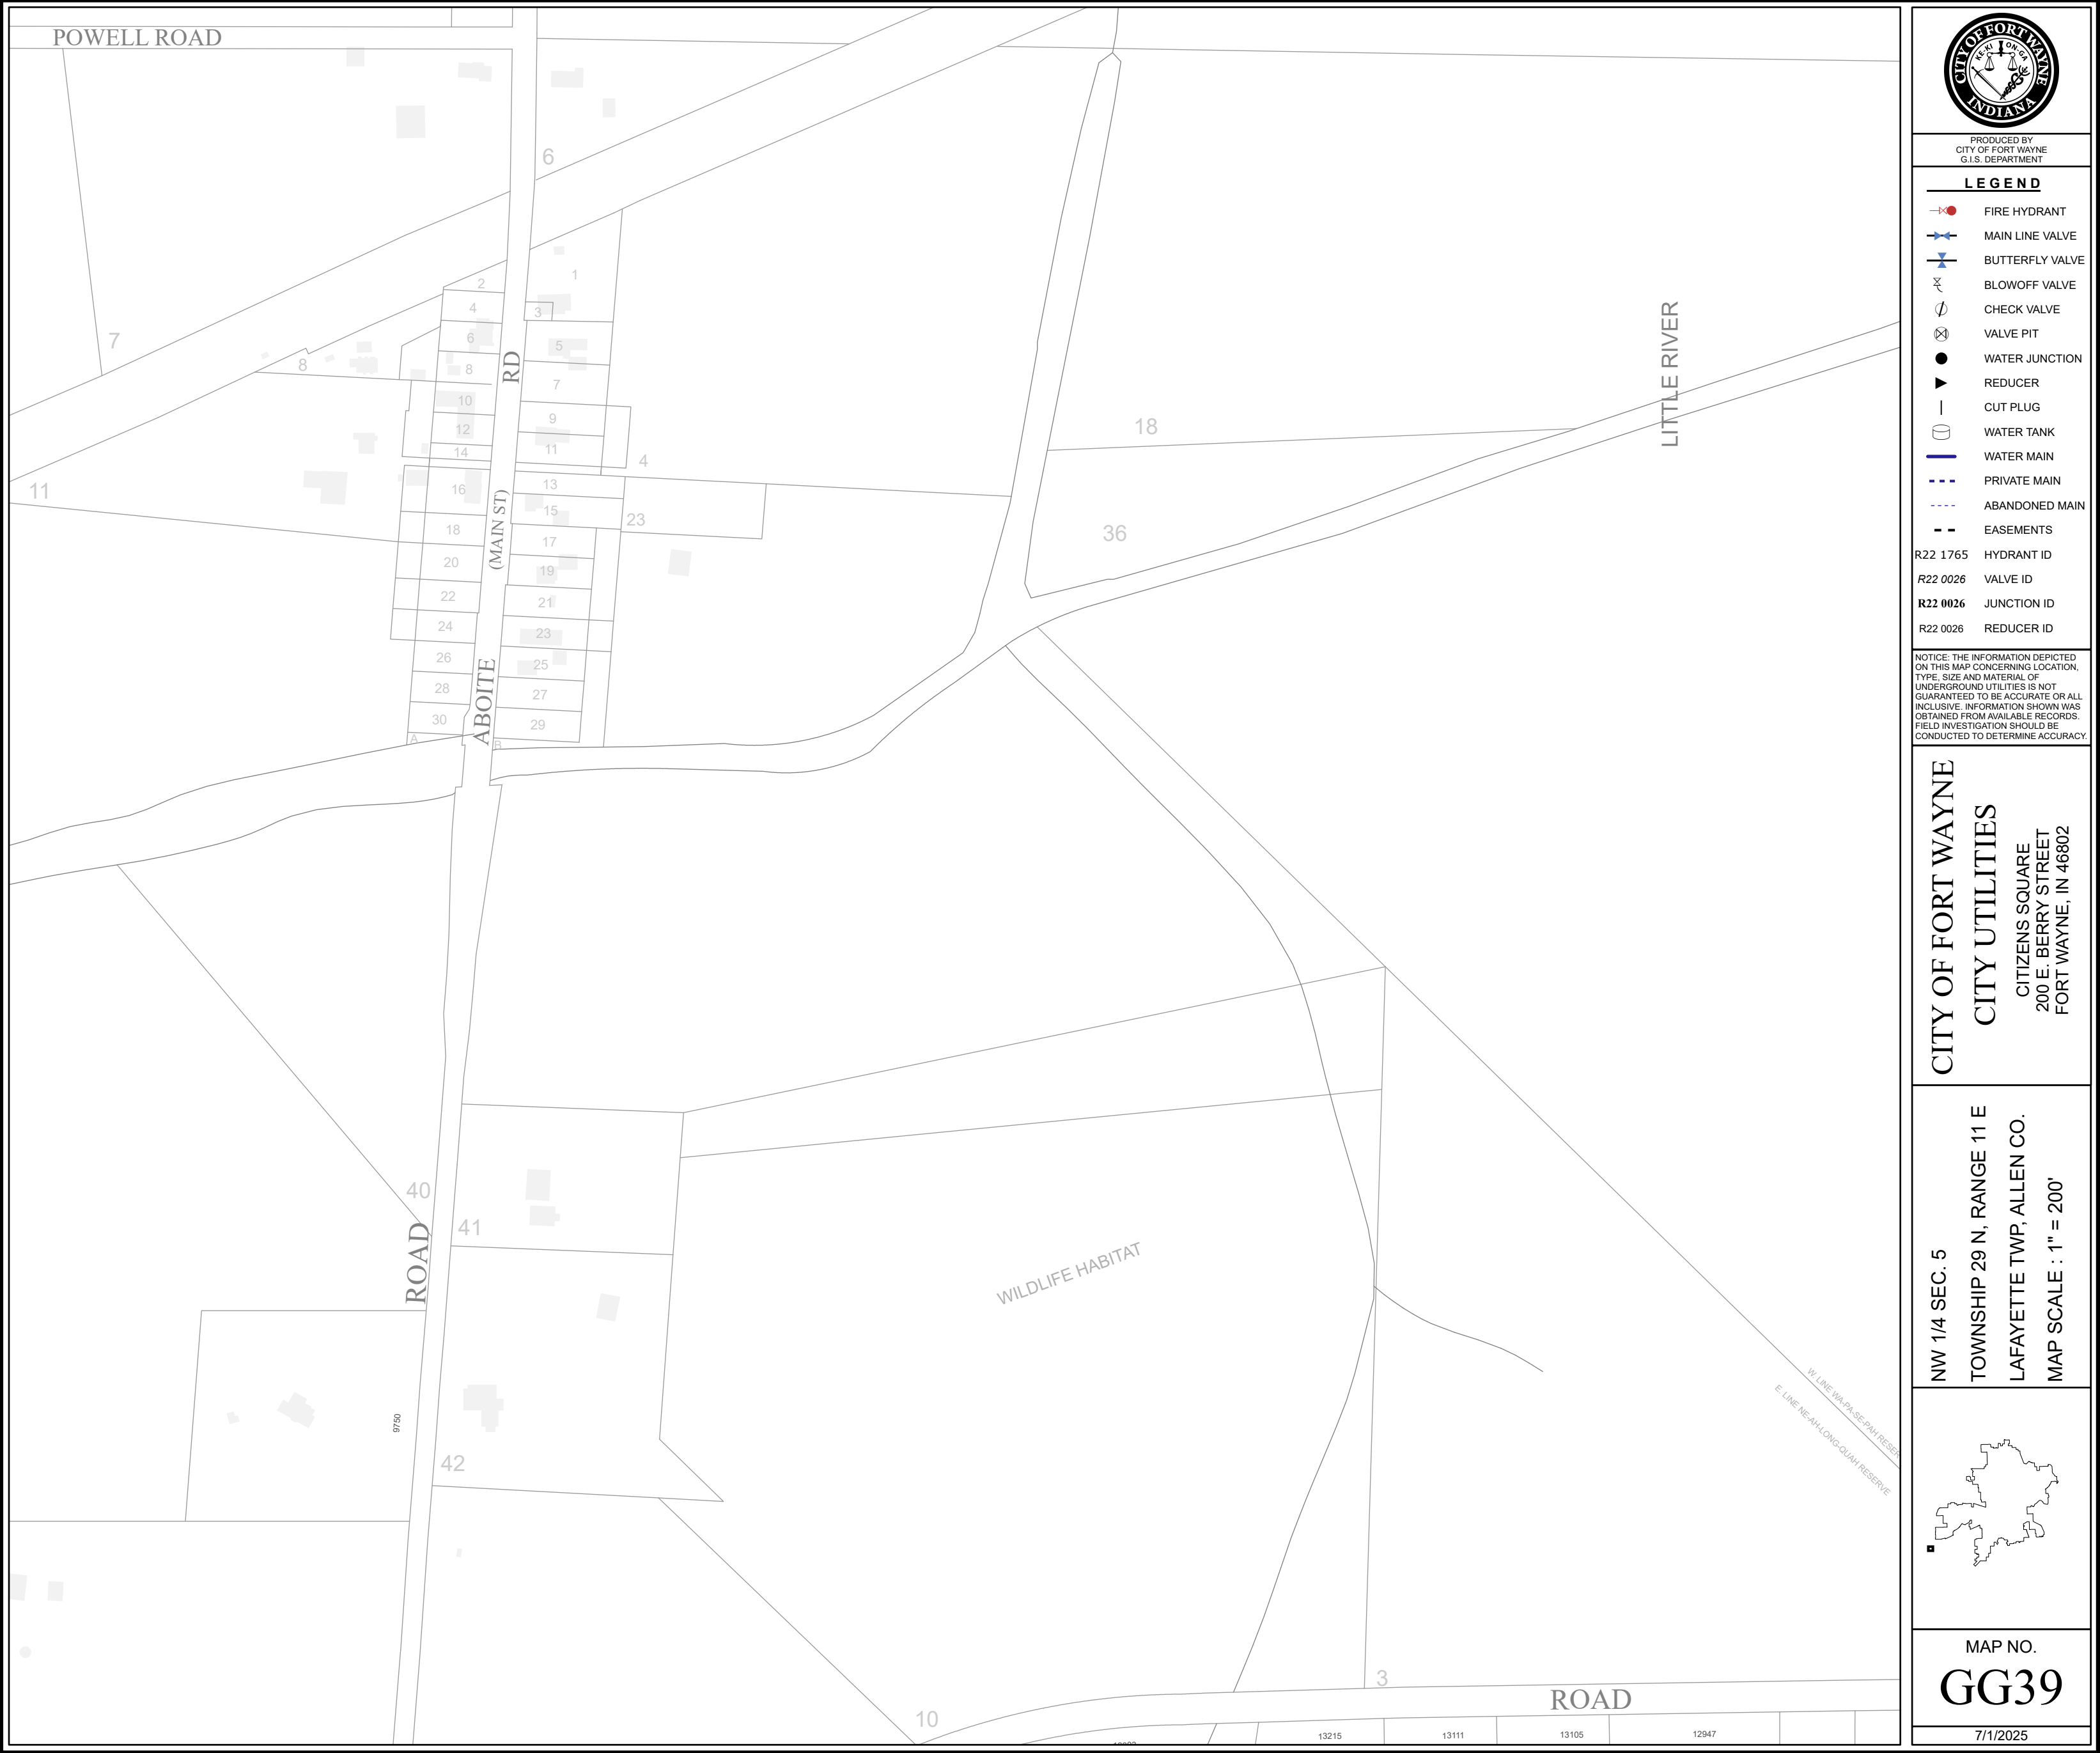 POWELL ROAD
6
7
8
11
1
2
3
4
5
6
7
8
9
10
11
12
14
13
15
16
17
18
19
20
21
22
23
24
25
26
27
28
29
30
A
B
4
23
RD
(MAIN ST)
ABOITE
18
36
LITTLE RIVER
40
41
ROAD
9750
42
WILDLIFE HABITAT
W. LINE WA-PA-SE-PAH RESER
E. LINE NE-AH-LONG-QUAH RESERVE
3
ROAD
10
13215
13111
13105
12947
CITY OF FORT WAYNE
KE-KI ON-GA
INDIANA
PRODUCED BY
CITY OF FORT WAYNE
G.I.S. DEPARTMENT
LEGEND
FIRE HYDRANT
MAIN LINE VALVE
BUTTERFLY VALVE
BLOWOFF VALVE
CHECK VALVE
VALVE PIT
WATER JUNCTION
REDUCER
CUT PLUG
WATER TANK
WATER MAIN
PRIVATE MAIN
ABANDONED MAIN
EASEMENTS
R22 1765 HYDRANT ID
R22 0026 VALVE ID
R22 0026 JUNCTION ID
R22 0026 REDUCER ID
NOTICE: THE INFORMATION DEPICTED
ON THIS MAP CONCERNING LOCATION,
TYPE, SIZE AND MATERIAL OF
UNDERGROUND UTILITIES IS NOT
GUARANTEED TO BE ACCURATE OR ALL
INCLUSIVE. INFORMATION SHOWN WAS
OBTAINED FROM AVAILABLE RECORDS.
FIELD INVESTIGATION SHOULD BE
CONDUCTED TO DETERMINE ACCURACY.
CITY OF FORT WAYNE
CITY UTILITIES
CITIZENS SQUARE
200 E. BERRY STREET
FORT WAYNE, IN 46802
NW 1/4 SEC. 5
TOWNSHIP 29 N, RANGE 11 E
LAFAYETTE TWP, ALLEN CO.
MAP SCALE : 1" = 200'
MAP NO.
GG39
7/1/2025